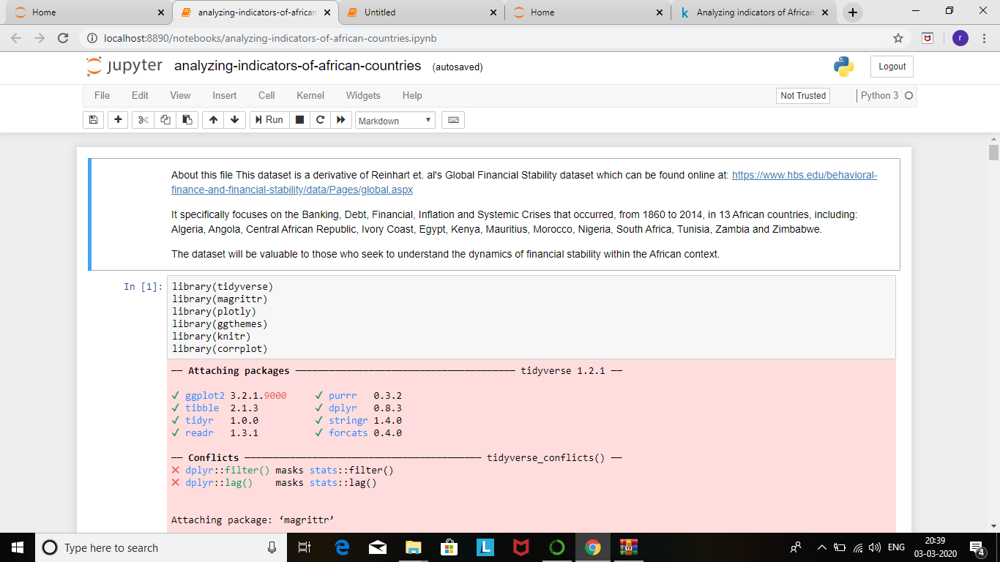 Home
analyzing-indicators-of-african
Untitled
Home
Analyzing indicators of African
localhost:8890/notebooks/analyzing-indicators-of-african-countries.ipynb
r
jupyter analyzing-indicators-of-african-countries (autosaved)
Logout
File Edit View Insert Cell Kernel Widgets Help
Not Trusted
Python 3
Run
Markdown
About this file This dataset is a derivative of Reinhart et. al's Global Financial Stability dataset which can be found online at: https://www.hbs.edu/behavioral-
finance-and-financial-stability/data/Pages/global.aspx
It specifically focuses on the Banking, Debt, Financial, Inflation and Systemic Crises that occurred, from 1860 to 2014, in 13 African countries, including:
Algeria, Angola, Central African Republic, Ivory Coast, Egypt, Kenya, Mauritius, Morocco, Nigeria, South Africa, Tunisia, Zambia and Zimbabwe.
The dataset will be valuable to those who seek to understand the dynamics of financial stability within the African context.
In [1]:
library(tidyverse)
library(magrittr)
library(plotly)
library(ggthemes)
library(knitr)
library(corrplot)
── Attaching packages ─────────────────────────────────────── tidyverse 1.2.1 ──
✓ ggplot2 3.2.1.9000 ✓ purrr 0.3.2
✓ tibble 2.1.3 ✓ dplyr 0.8.3
✓ tidyr 1.0.0 ✓ stringr 1.4.0
✓ readr 1.3.1 ✓ forcats 0.4.0
── Conflicts ────────────────────────────────────────── tidyverse_conflicts() ──
✕ dplyr::filter() masks stats::filter()
✕ dplyr::lag() masks stats::lag()
Attaching package: ‘magrittr’
Type here to search
L
ENG
20:39
03-03-2020
4